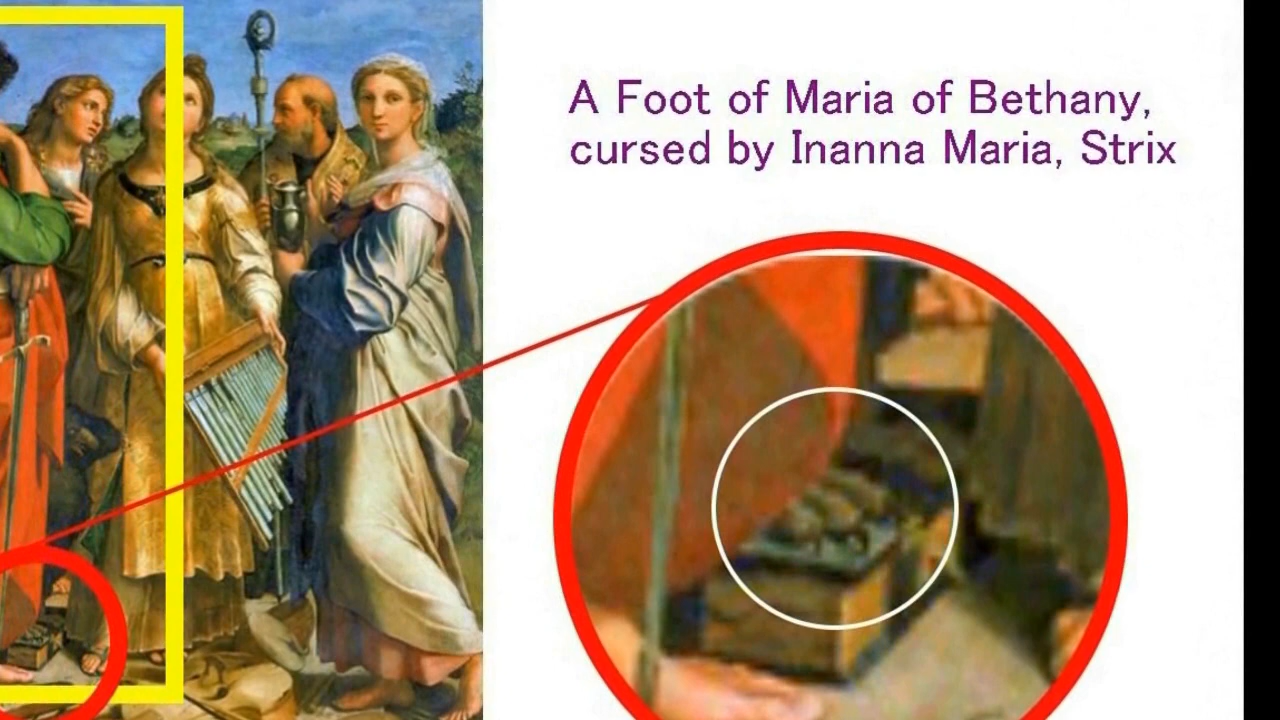 A Foot of Maria of Bethany,
cursed by Inanna Maria, Strix